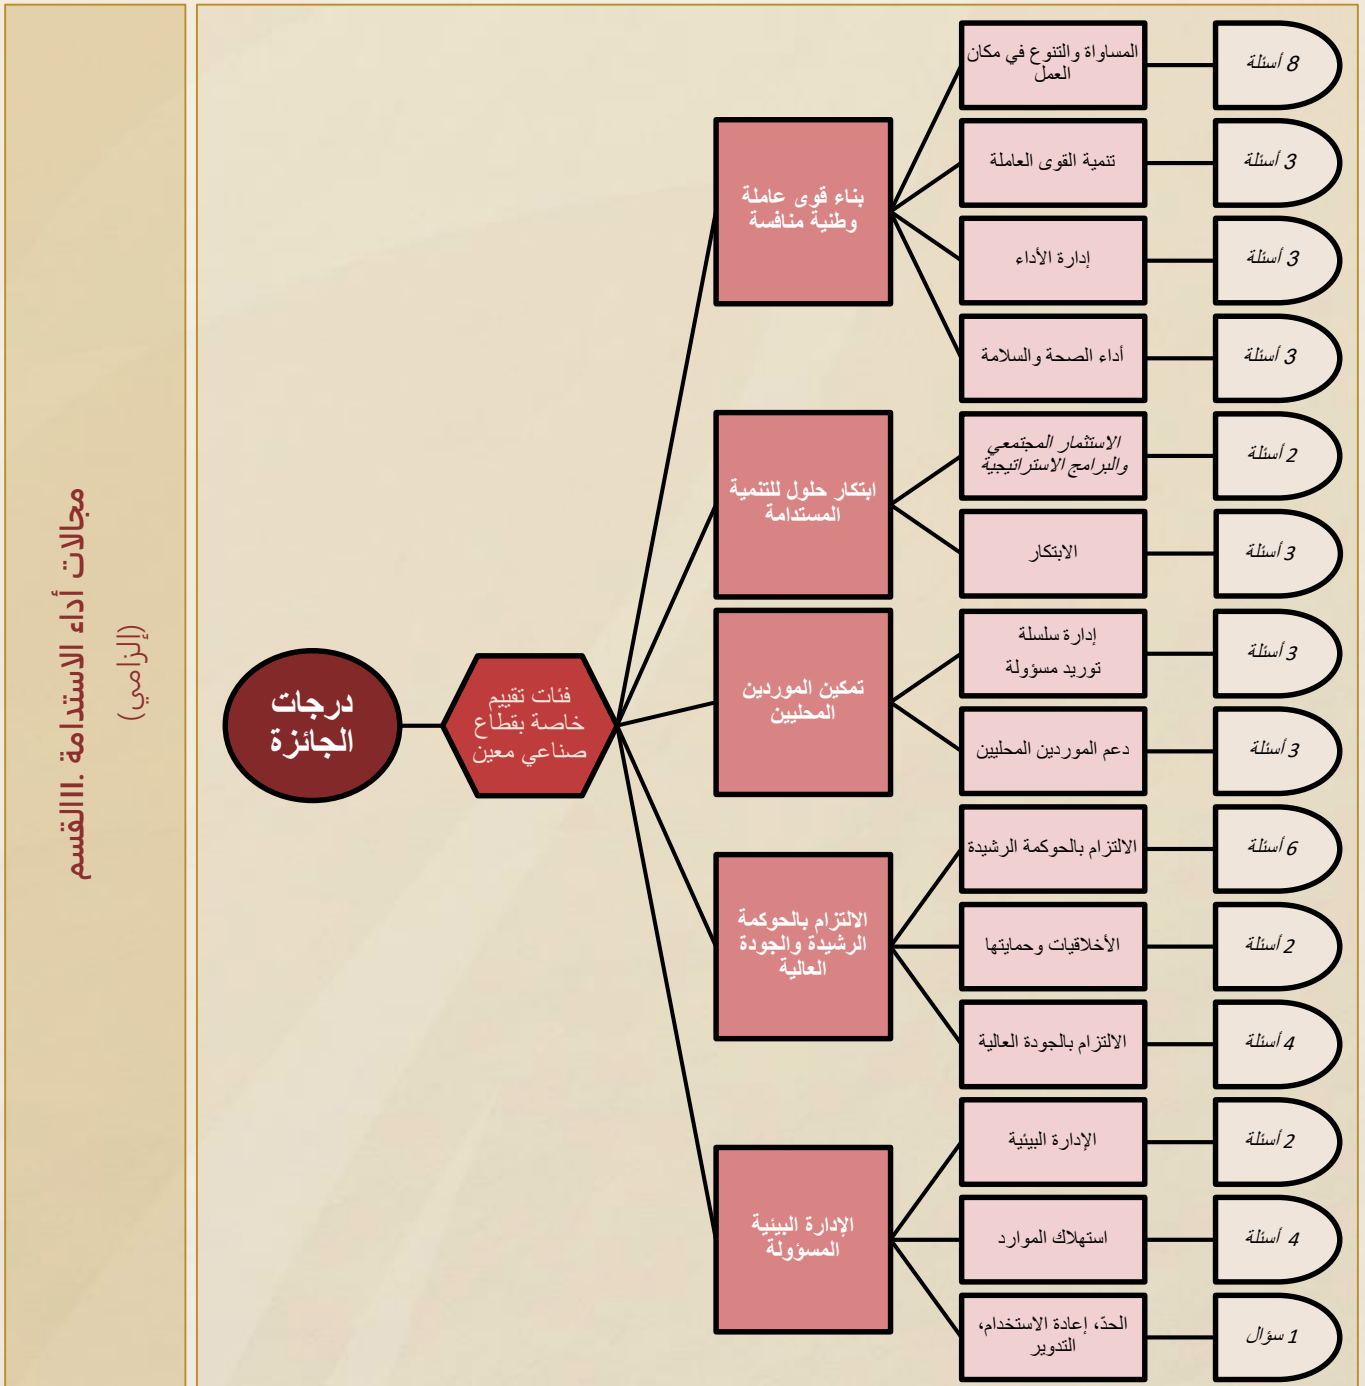 القسم III. مجالات أداء الاستدامة
(إلزامي)
درجات
الجائزة
فئات تقييم
خاصة بقطاع
صناعي معين
بناء قوى عاملة
وطنية منافسة
المساواة والتنوع في مكان
العمل
8 أسئلة
تنمية القوى العاملة
3 أسئلة
إدارة الأداء
3 أسئلة
أداء الصحة والسلامة
3 أسئلة
ابتكار حلول للتنمية
المستدامة
الاستثمار المجتمعي
والبرامج الاستراتيجية
2 أسئلة
الابتكار
3 أسئلة
تمكين الموردين
المحليين
إدارة سلسلة
توريد مسؤولة
3 أسئلة
دعم الموردين المحليين
3 أسئلة
الالتزام بالحوكمة
الرشيدة والجودة
العالية
الالتزام بالحوكمة الرشيدة
6 أسئلة
الأخلاقيات وحمايتها
2 أسئلة
الالتزام بالجودة العالية
4 أسئلة
الإدارة البيئية
المسؤولة
الإدارة البيئية
2 أسئلة
استهلاك الموارد
4 أسئلة
الحدّ، إعادة الاستخدام،
التدوير
1 سؤال